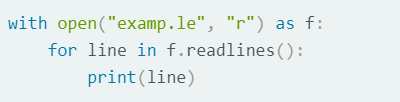 with open("examp.le", "r") as f:
    for line in f.readlines():
        print(line)